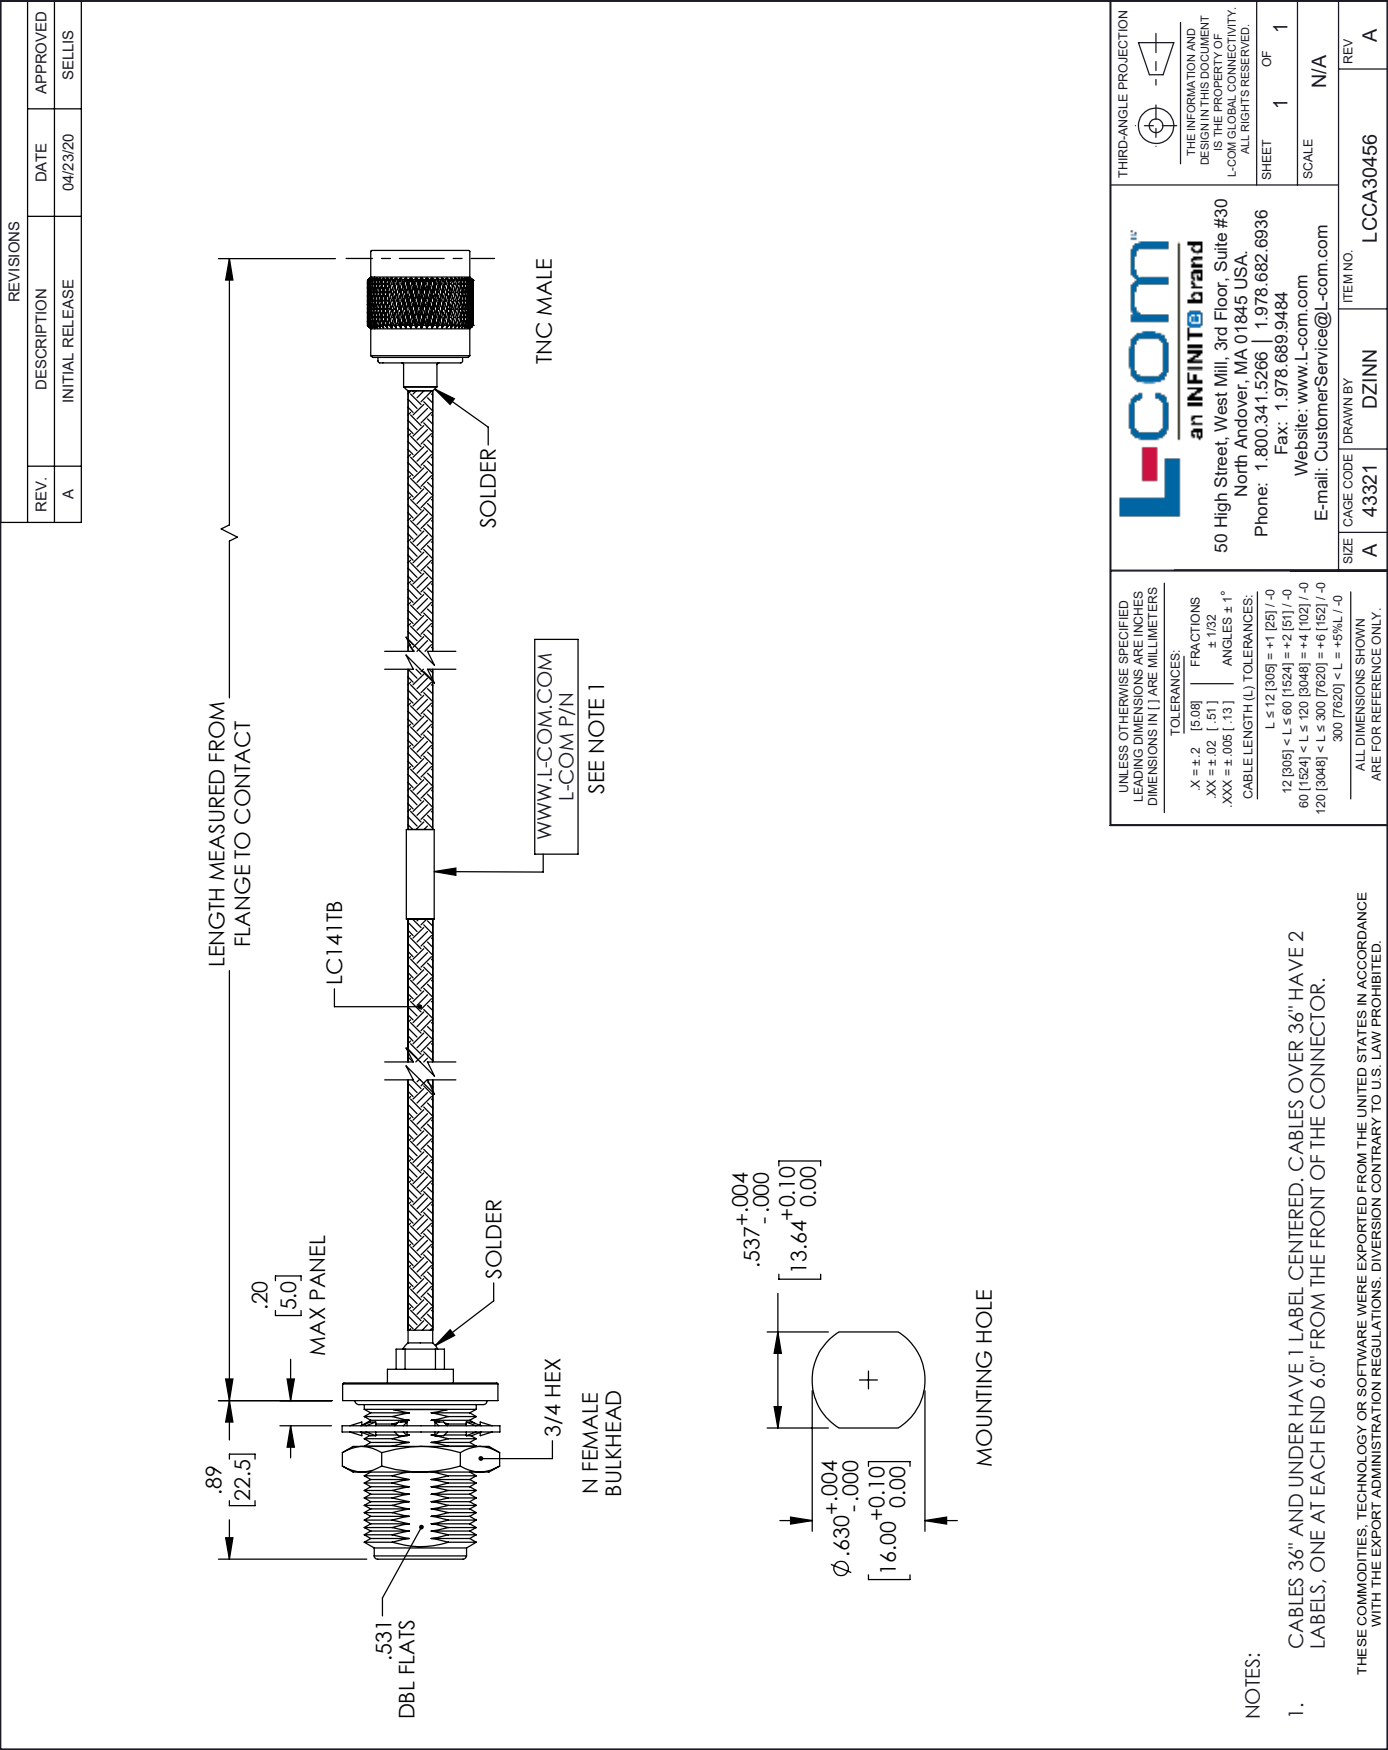 REVISIONS
REV. DESCRIPTION DATE APPROVED
A INITIAL RELEASE 04/23/20 SELLIS
LENGTH MEASURED FROM
FLANGE TO CONTACT
.89
[22.5]
.20
[5.0]
MAX PANEL
LC141TB
.531
DBL FLATS
3/4 HEX
N FEMALE
BULKHEAD
SOLDER
WWW.L-COM.COM
L-COM P/N
SEE NOTE 1
SOLDER
TNC MALE
.537 +.004
-.000
[13.64 +0.10
0.00]
Ø.630 +.004
-.000
[16.00 +0.10
0.00]
MOUNTING HOLE
NOTES:
1. CABLES 36" AND UNDER HAVE 1 LABEL CENTERED. CABLES OVER 36" HAVE 2
LABELS, ONE AT EACH END 6.0" FROM THE FRONT OF THE CONNECTOR.
THESE COMMODITIES, TECHNOLOGY OR SOFTWARE WERE EXPORTED FROM THE UNITED STATES IN ACCORDANCE
WITH THE EXPORT ADMINISTRATION REGULATIONS. DIVERSION CONTRARY TO U.S. LAW PROHIBITED.
UNLESS OTHERWISE SPECIFIED
LEADING DIMENSIONS ARE INCHES
DIMENSIONS IN [ ] ARE MILLIMETERS
TOLERANCES:
.X = ±.2 [5.08] FRACTIONS
.XX = ±.02 [.51] ± 1/32
.XXX = ±.005 [.13] ANGLES ± 1°
CABLE LENGTH (L) TOLERANCES:
L ≤ 12 [305] = +1 [25] / -0
12 [305] < L ≤ 60 [1524] = +2 [51] / -0
60 [1524] < L ≤ 120 [3048] = +4 [102] / -0
120 [3048] < L ≤ 300 [7620] = +6 [152] / -0
300 [7620] < L = +5%L / -0
ALL DIMENSIONS SHOWN
ARE FOR REFERENCE ONLY.
L-com
an INFINITe brand
50 High Street, West Mill, 3rd Floor, Suite #30
North Andover, MA 01845 USA.
Phone: 1.800.341.5266 | 1.978.682.6936
Fax: 1.978.689.9484
Website: www.L-com.com
E-mail: CustomerService@L-com.com
THIRD-ANGLE PROJECTION
THE INFORMATION AND
DESIGN IN THIS DOCUMENT
IS THE PROPERTY OF
L-COM GLOBAL CONNECTIVITY.
ALL RIGHTS RESERVED.
SHEET 1 OF 1
SCALE N/A
SIZE CAGE CODE DRAWN BY ITEM NO. REV
A 43321 DZINN LCCA30456 A